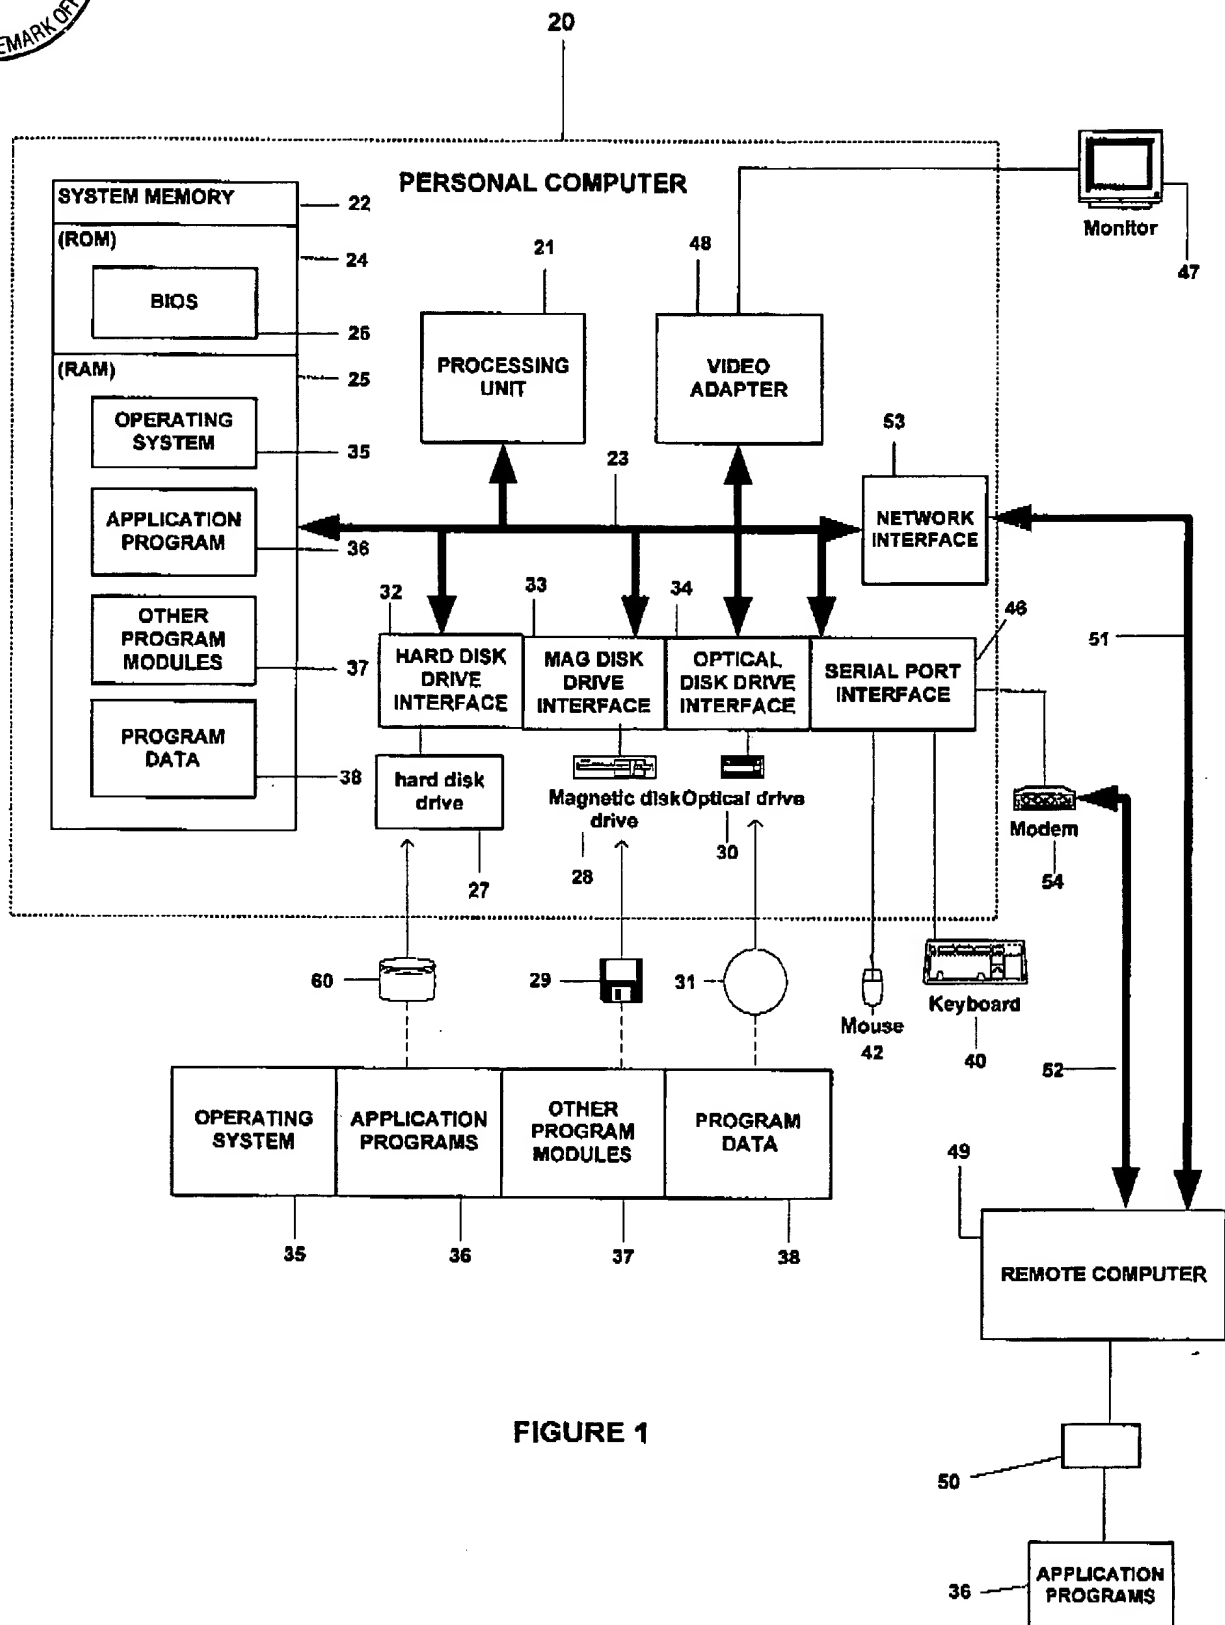 EMARK OF
20
PERSONAL COMPUTER
SYSTEM MEMORY
22
(ROM)
24
BIOS
26
(RAM)
25
OPERATING
SYSTEM
35
APPLICATION
PROGRAM
36
OTHER
PROGRAM
MODULES
37
PROGRAM
DATA
38
21
PROCESSING
UNIT
48
VIDEO
ADAPTER
Monitor
47
23
53
NETWORK
INTERFACE
32
HARD DISK
DRIVE
INTERFACE
33
MAG DISK
DRIVE
INTERFACE
34
OPTICAL
DISK DRIVE
INTERFACE
46
SERIAL PORT
INTERFACE
51
hard disk
drive
27
Magnetic disk
drive
28
Optical drive
30
Modem
54
60
29
31
Mouse
42
Keyboard
40
52
OPERATING
SYSTEM
35
APPLICATION
PROGRAMS
36
OTHER
PROGRAM
MODULES
37
PROGRAM
DATA
38
49
REMOTE COMPUTER
FIGURE 1
50
36
APPLICATION
PROGRAMS